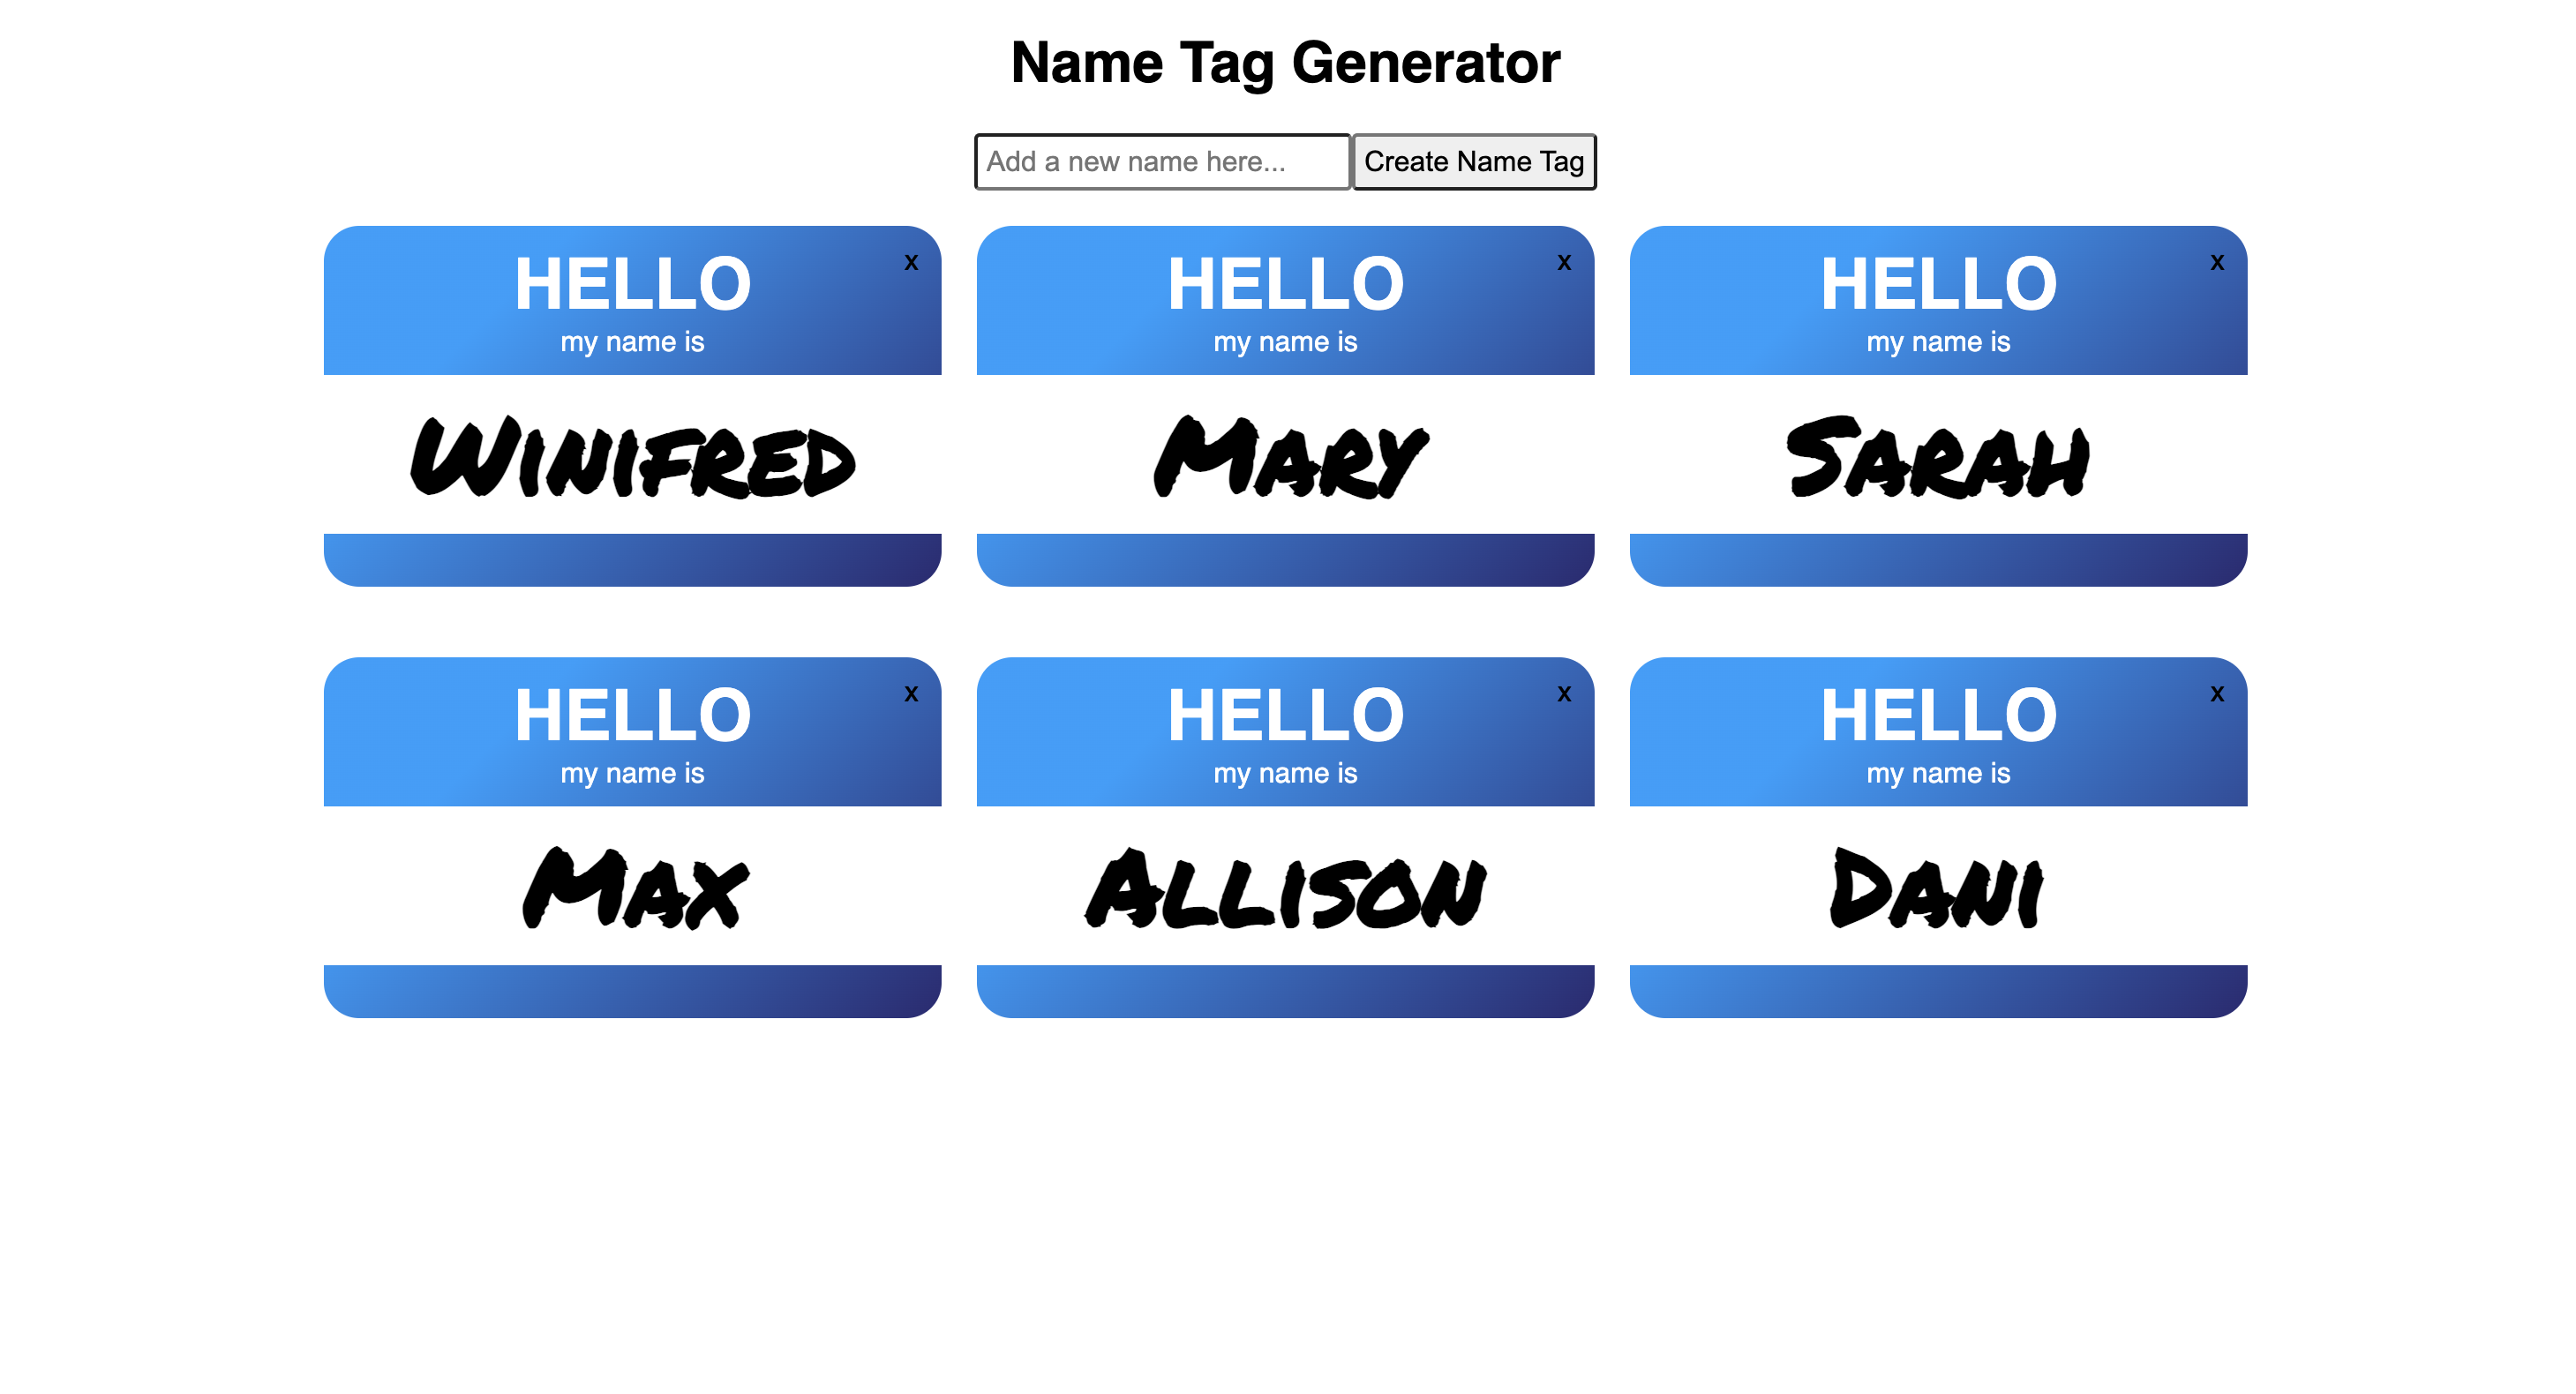 Name Tag Generator
Add a new name here... Create Name Tag
HELLO x HELLO x HELLO x
my name is my name is my name is
Winifred Mary Sarah
HELLO x HELLO x HELLO x
my name is my name is my name is
Max Allison Dani